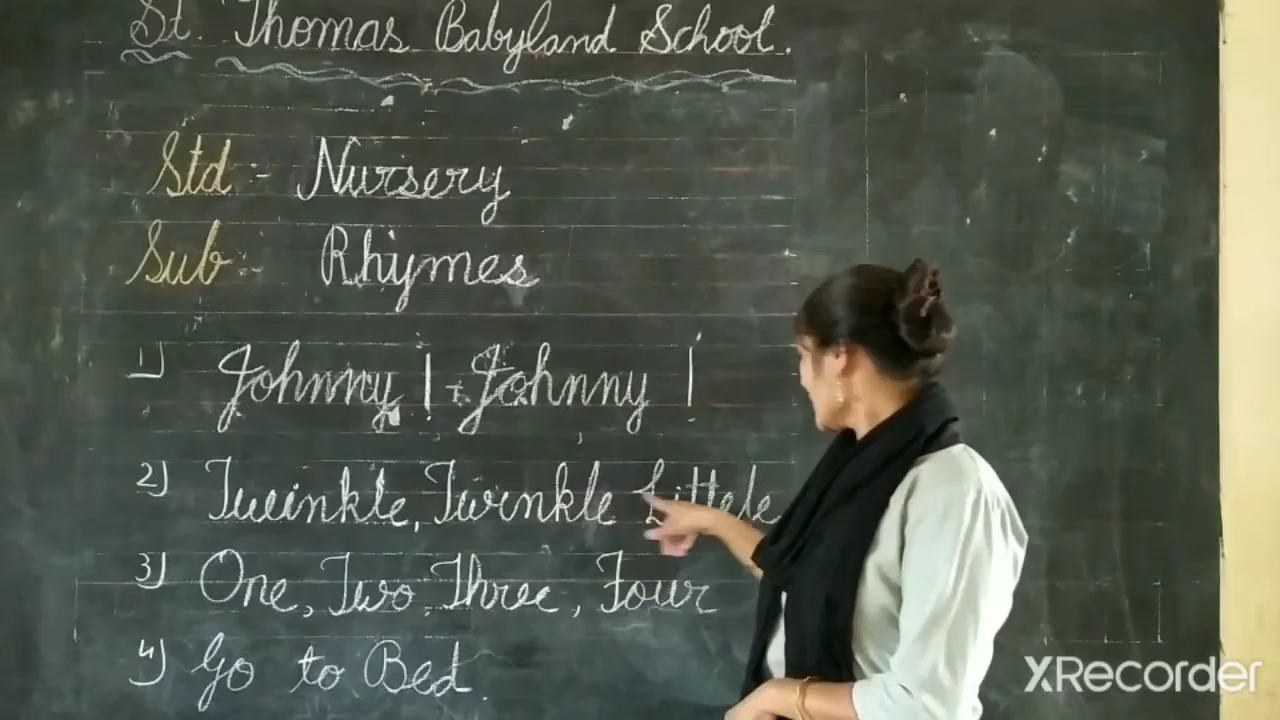 St. Thomas Babyland School.
Std :- Nursery
Sub :- Rhymes
1) Johnny ! Johnny !
2) Twinkle, Twinkle Little
3) One, Two, Three, Four
4) Go to Bed.
XRecorder